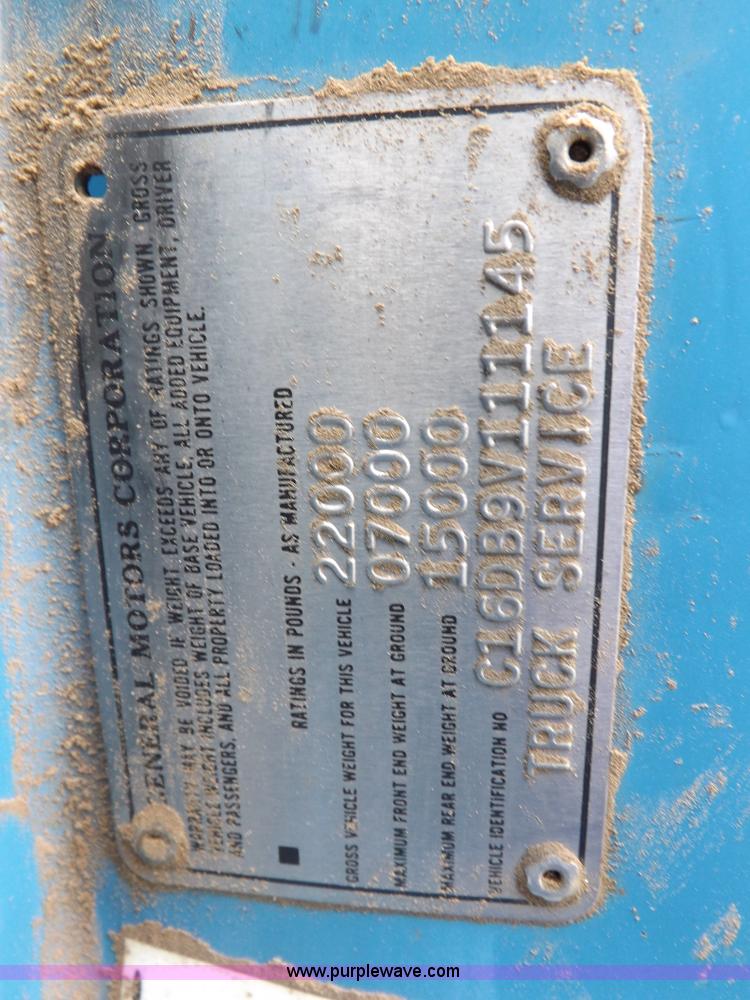 GENERAL MOTORS CORPORATION
WARRANTY MAY BE VOIDED IF WEIGHT EXCEEDS ANY OF RATINGS SHOWN. GROSS
VEHICLE WEIGHT INCLUDES WEIGHT OF BASE VEHICLE, ALL ADDED EQUIPMENT, DRIVER
AND PASSENGERS, AND ALL PROPERTY LOADED INTO OR ONTO VEHICLE.
RATINGS IN POUNDS - AS MANUFACTURED
GROSS VEHICLE WEIGHT FOR THIS VEHICLE 22000
MAXIMUM FRONT END WEIGHT AT GROUND 07000
MAXIMUM REAR END WEIGHT AT GROUND 15000
VEHICLE IDENTIFICATION NO C16DB9V111145
TRUCK SERVICE
www.purplewave.com